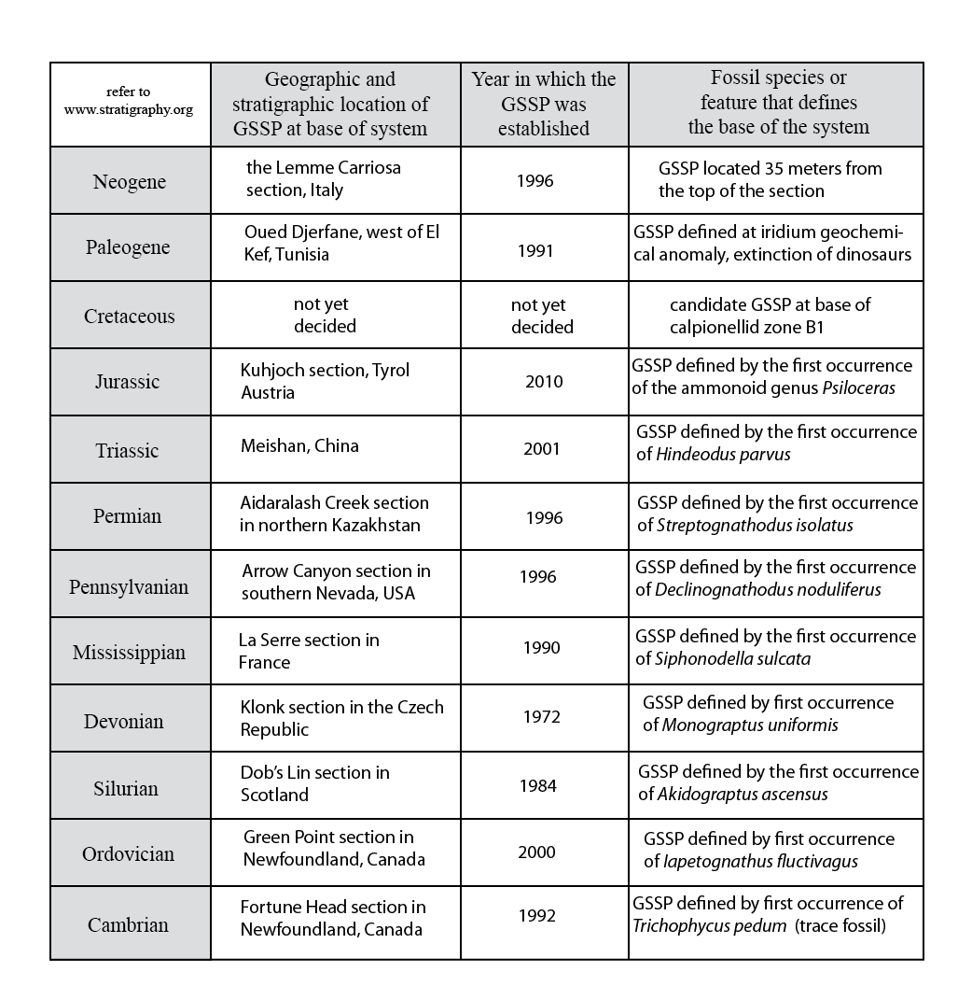 refer to
www.stratigraphy.org
Geographic and
stratigraphic location of
GSSP at base of system
Year in which the
GSSP was
established
Fossil species or
feature that defines
the base of the system
Neogene
the Lemme Carriosa
section, Italy
1996
GSSP located 35 meters from
the top of the section
Paleogene
Oued Djerfane, west of El
Kef, Tunisia
1991
GSSP defined at iridium geochemi-
cal anomaly, extinction of dinosaurs
Cretaceous
not yet
decided
not yet
decided
candidate GSSP at base of
calpionellid zone B1
Jurassic
Kuhjoch section, Tyrol
Austria
2010
GSSP defined by the first occurrence
of the ammonoid genus Psiloceras
Triassic
Meishan, China
2001
GSSP defined by the first occurrence
of Hindeodus parvus
Permian
Aidaralash Creek section
in northern Kazakhstan
1996
GSSP defined by the first occurrence
of Streptognathodus isolatus
Pennsylvanian
Arrow Canyon section in
southern Nevada, USA
1996
GSSP defined by the first occurrence
of Declinognathodus noduliferus
Mississippian
La Serre section in
France
1990
GSSP defined by the first occurrence
of Siphonodella sulcata
Devonian
Klonk section in the Czech
Republic
1972
GSSP defined by first occurrence
of Monograptus uniformis
Silurian
Dob's Lin section in
Scotland
1984
GSSP defined by the first occurrence
of Akidograptus ascensus
Ordovician
Green Point section in
Newfoundland, Canada
2000
GSSP defined by first occurrence
of Iapetognathus fluctivagus
Cambrian
Fortune Head section in
Newfoundland, Canada
1992
GSSP defined by first occurrence of
Trichophycus pedum (trace fossil)